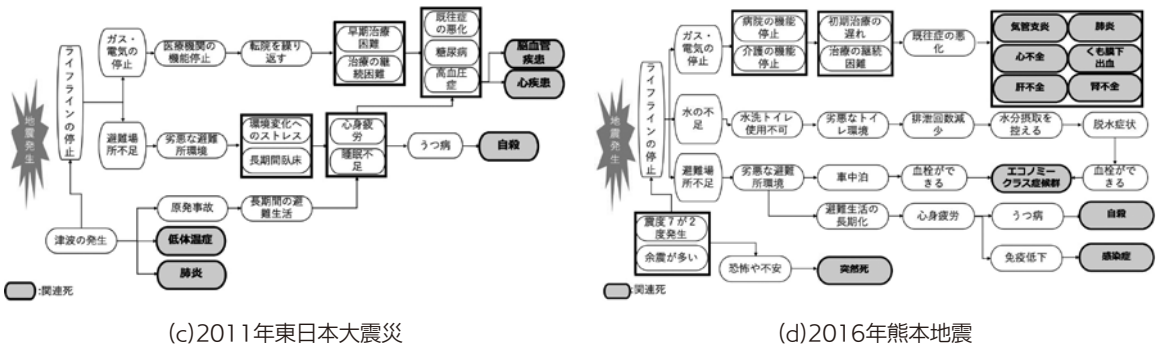 地震発生
ライフラインの停止
ガス・
電気の
停止
医療機関の
機能停止
転院を繰り
返す
早期治療
困難
治療の継
続困難
既往症
の悪化
糖尿病
高血圧
症
脳血管
疾患
心疾患
避難場
所不足
劣悪な避難
所環境
環境変化へ
のストレス
長期間臥床
心身疲
労
睡眠不
足
うつ病
自殺
原発事故
長期間の避
難生活
津波の発生
低体温症
肺炎
:関連死
(c)2011年東日本大震災
地震発生
ライフラインの停止
ガス・
電気の
停止
病院の機能
停止
介護の機能
停止
初期治療の
遅れ
治療の継続
困難
既往症の悪
化
気管支炎
肺炎
心不全
くも膜下
出血
肝不全
腎不全
水の不
足
水洗トイレ
使用不可
劣悪なトイ
レ環境
排泄回数減
少
水分摂取を
控える
脱水症状
避難場
所不足
劣悪な避難
所環境
車中泊
血栓がで
きる
エコノミー
クラス症候群
血栓がで
きる
避難生活の
長期化
心身疲労
うつ病
自殺
免疫低下
感染症
震度7が2
度発生
余震が多い
恐怖や不安
突然死
:関連死
(d)2016年熊本地震